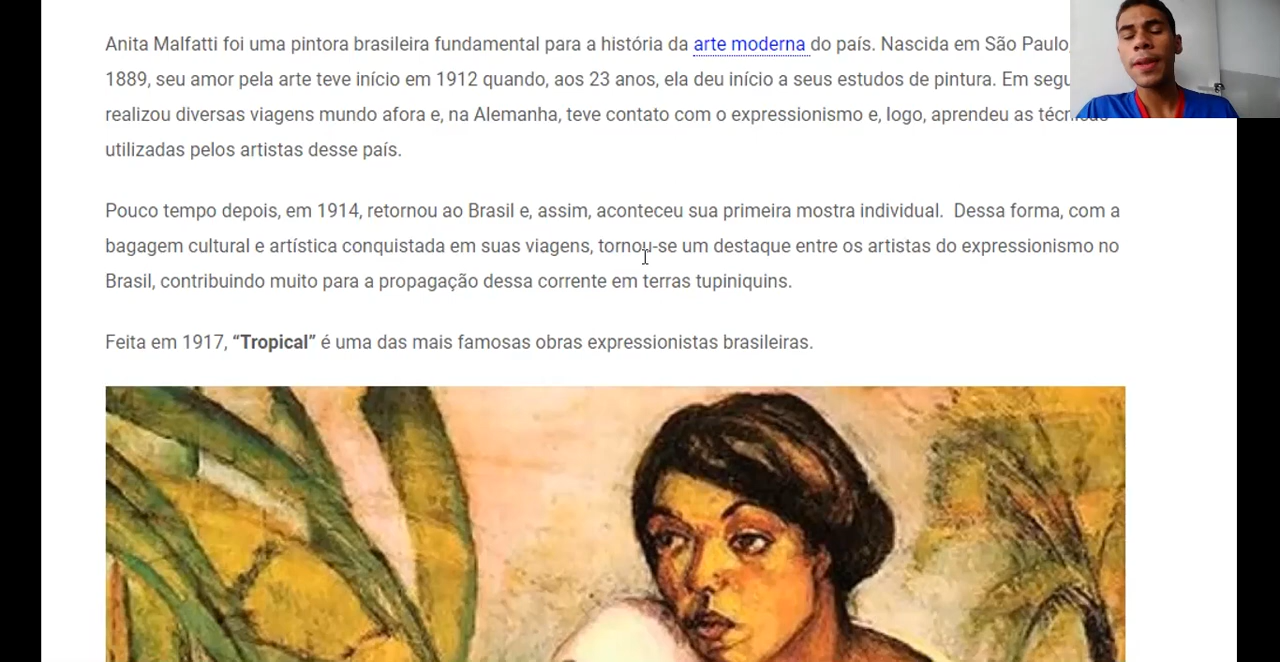 Anita Malfatti foi uma pintora brasileira fundamental para a história da arte moderna do país. Nascida em São Paulo,
1889, seu amor pela arte teve início em 1912 quando, aos 23 anos, ela deu início a seus estudos de pintura. Em
realizou diversas viagens mundo afora e, na Alemanha, teve contato com o expressionismo e, logo, aprendeu as
utilizadas pelos artistas desse país.
Pouco tempo depois, em 1914, retornou ao Brasil e, assim, aconteceu sua primeira mostra individual.  Dessa forma, com a
bagagem cultural e artística conquistada em suas viagens, tornou-se um destaque entre os artistas do expressionismo no
Brasil, contribuindo muito para a propagação dessa corrente em terras tupiniquins.
Feita em 1917, “Tropical” é uma das mais famosas obras expressionistas brasileiras.